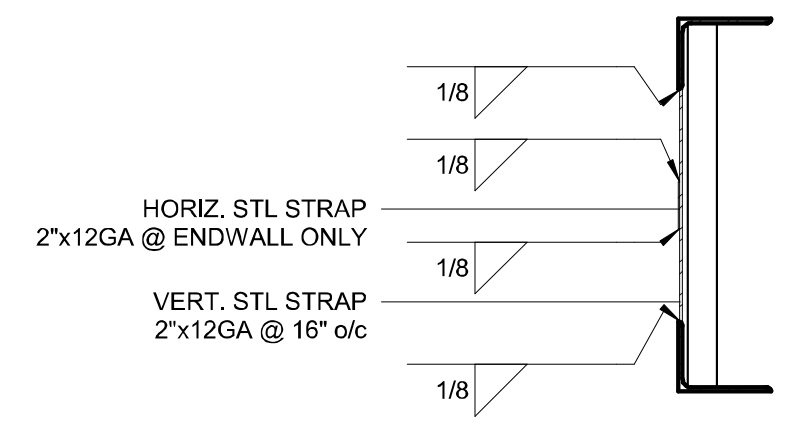 1/8
1/8
HORIZ. STL STRAP
2"x12GA @ ENDWALL ONLY
1/8
VERT. STL STRAP
2"x12GA @ 16" o/c
1/8